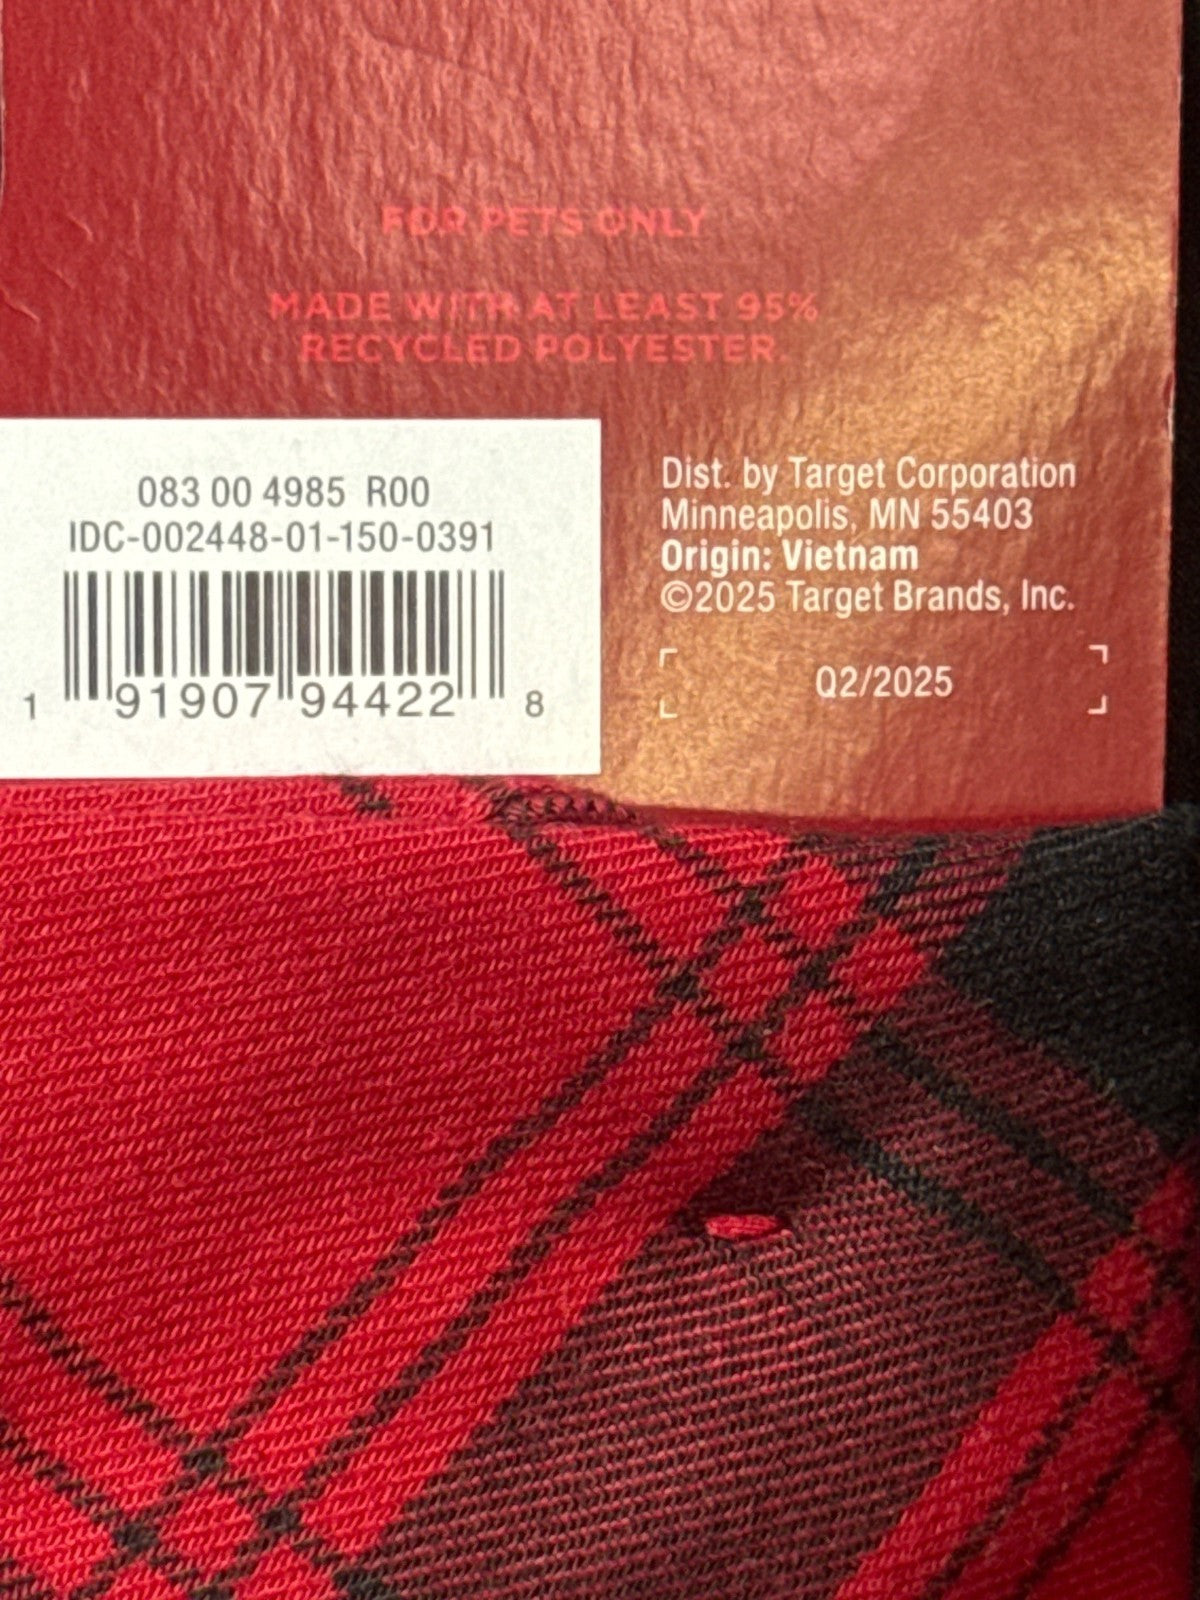 FOR PETS ONLY
MADE WITH AT LEAST 95%
RECYCLED POLYESTER.
083 00 4985 R00
IDC-002448-01-150-0391
1 91907 94422 8
Dist. by Target Corporation
Minneapolis, MN 55403
Origin: Vietnam
©2025 Target Brands, Inc.
Q2/2025